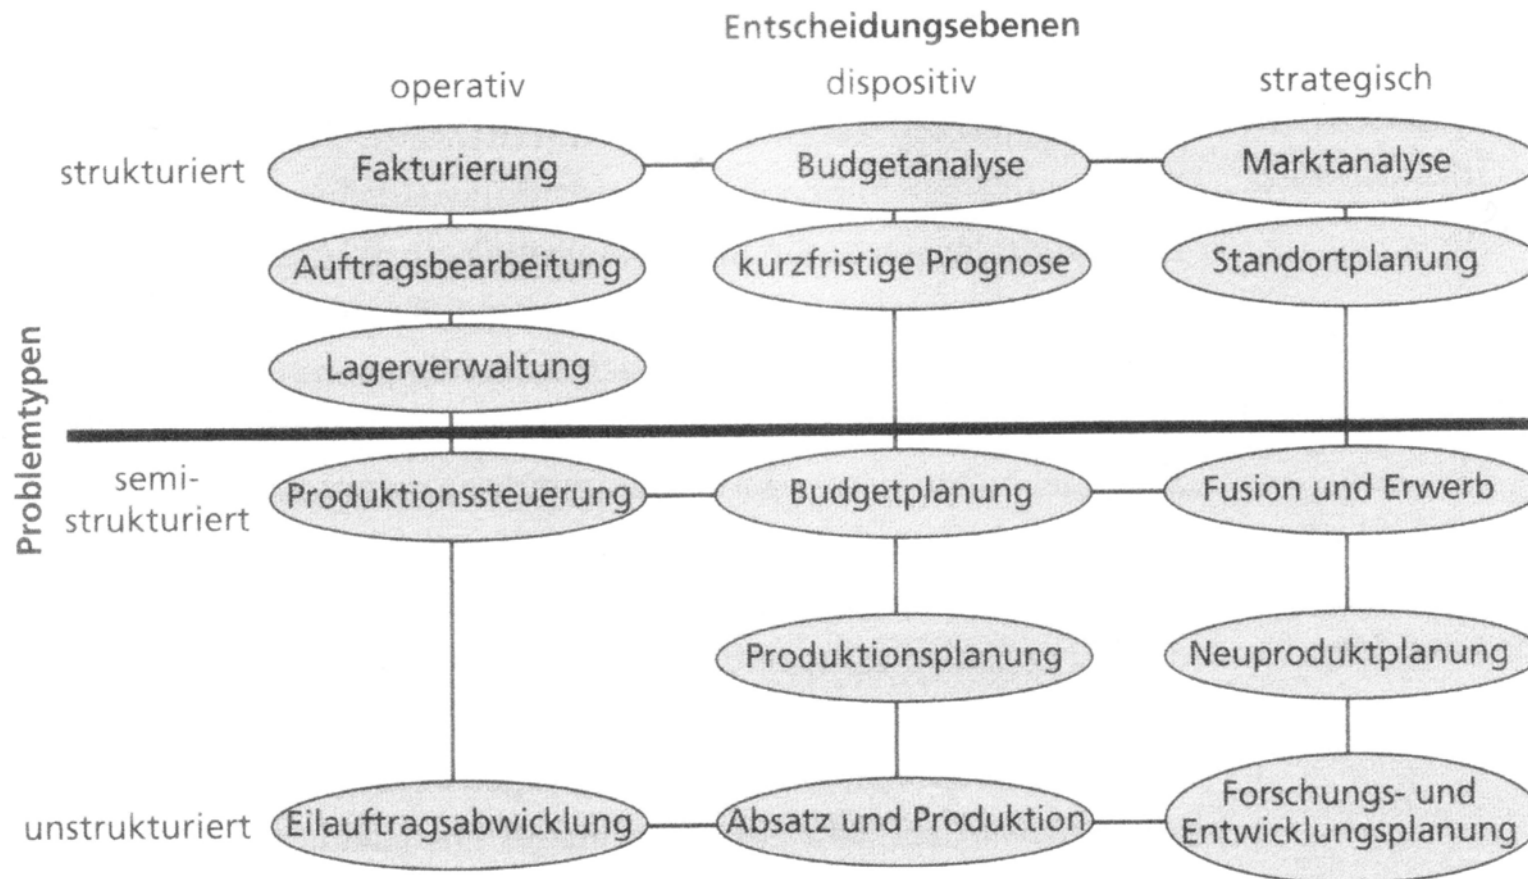 Entscheidungsebenen
operativ
dispositiv
strategisch
strukturiert
Fakturierung
Budgetanalyse
Marktanalyse
Auftragsbearbeitung
kurzfristige Prognose
Standortplanung
Lagerverwaltung
Problemtypen
semi-
strukturiert
Produktionssteuerung
Budgetplanung
Fusion und Erwerb
Produktionsplanung
Neuproduktplanung
unstrukturiert
Eilauftragsabwicklung
Absatz und Produktion
Forschungs- und
Entwicklungsplanung